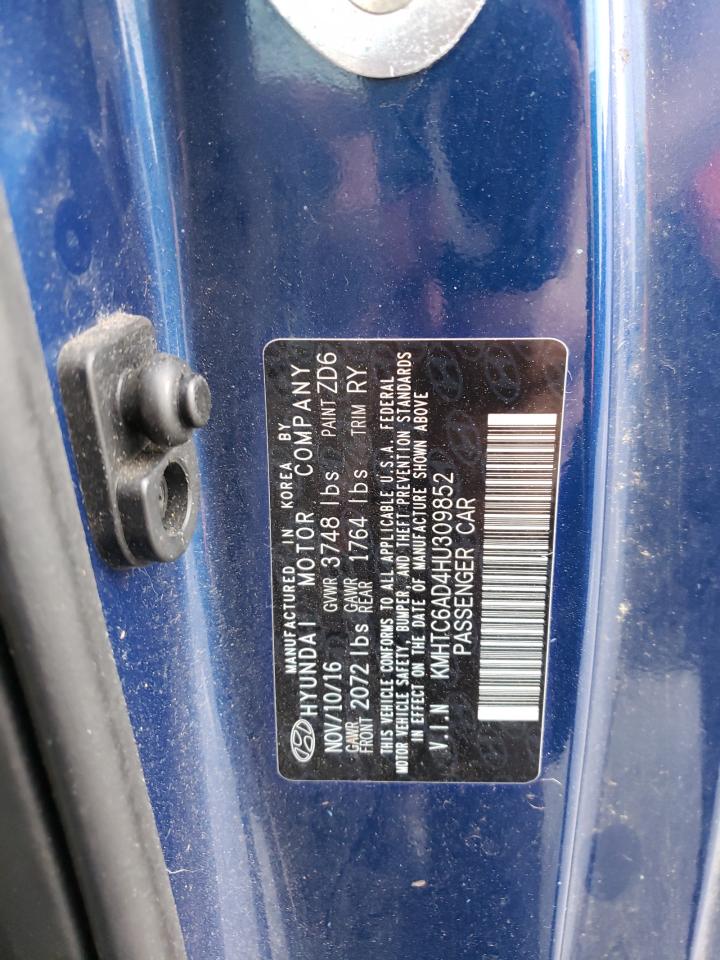 MANUFACTURED IN KOREA BY
HYUNDAI MOTOR COMPANY
NOV/10/16 GVWR 3748 lbs PAINT ZD6
GAWR FRONT 2072 lbs GAWR REAR 1764 lbs TRIM RY
THIS VEHICLE CONFORMS TO ALL APPLICABLE U.S.A. FEDERAL
MOTOR VEHICLE SAFETY, BUMPER, AND THEFT PREVENTION STANDARDS
IN EFFECT ON THE DATE OF MANUFACTURE SHOWN ABOVE
V.I.N KMHTC6AD4HU309852
PASSENGER CAR